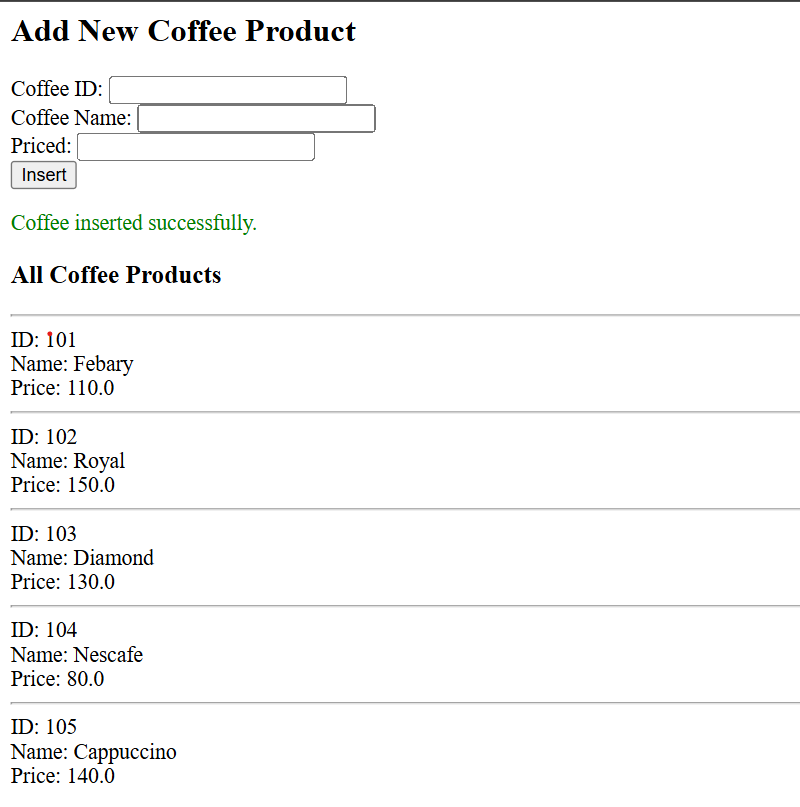 Add New Coffee Product
Coffee ID:
Coffee Name:
Priced:
Insert
Coffee inserted successfully.
All Coffee Products
ID: 101
Name: Febary
Price: 110.0
ID: 102
Name: Royal
Price: 150.0
ID: 103
Name: Diamond
Price: 130.0
ID: 104
Name: Nescafe
Price: 80.0
ID: 105
Name: Cappuccino
Price: 140.0